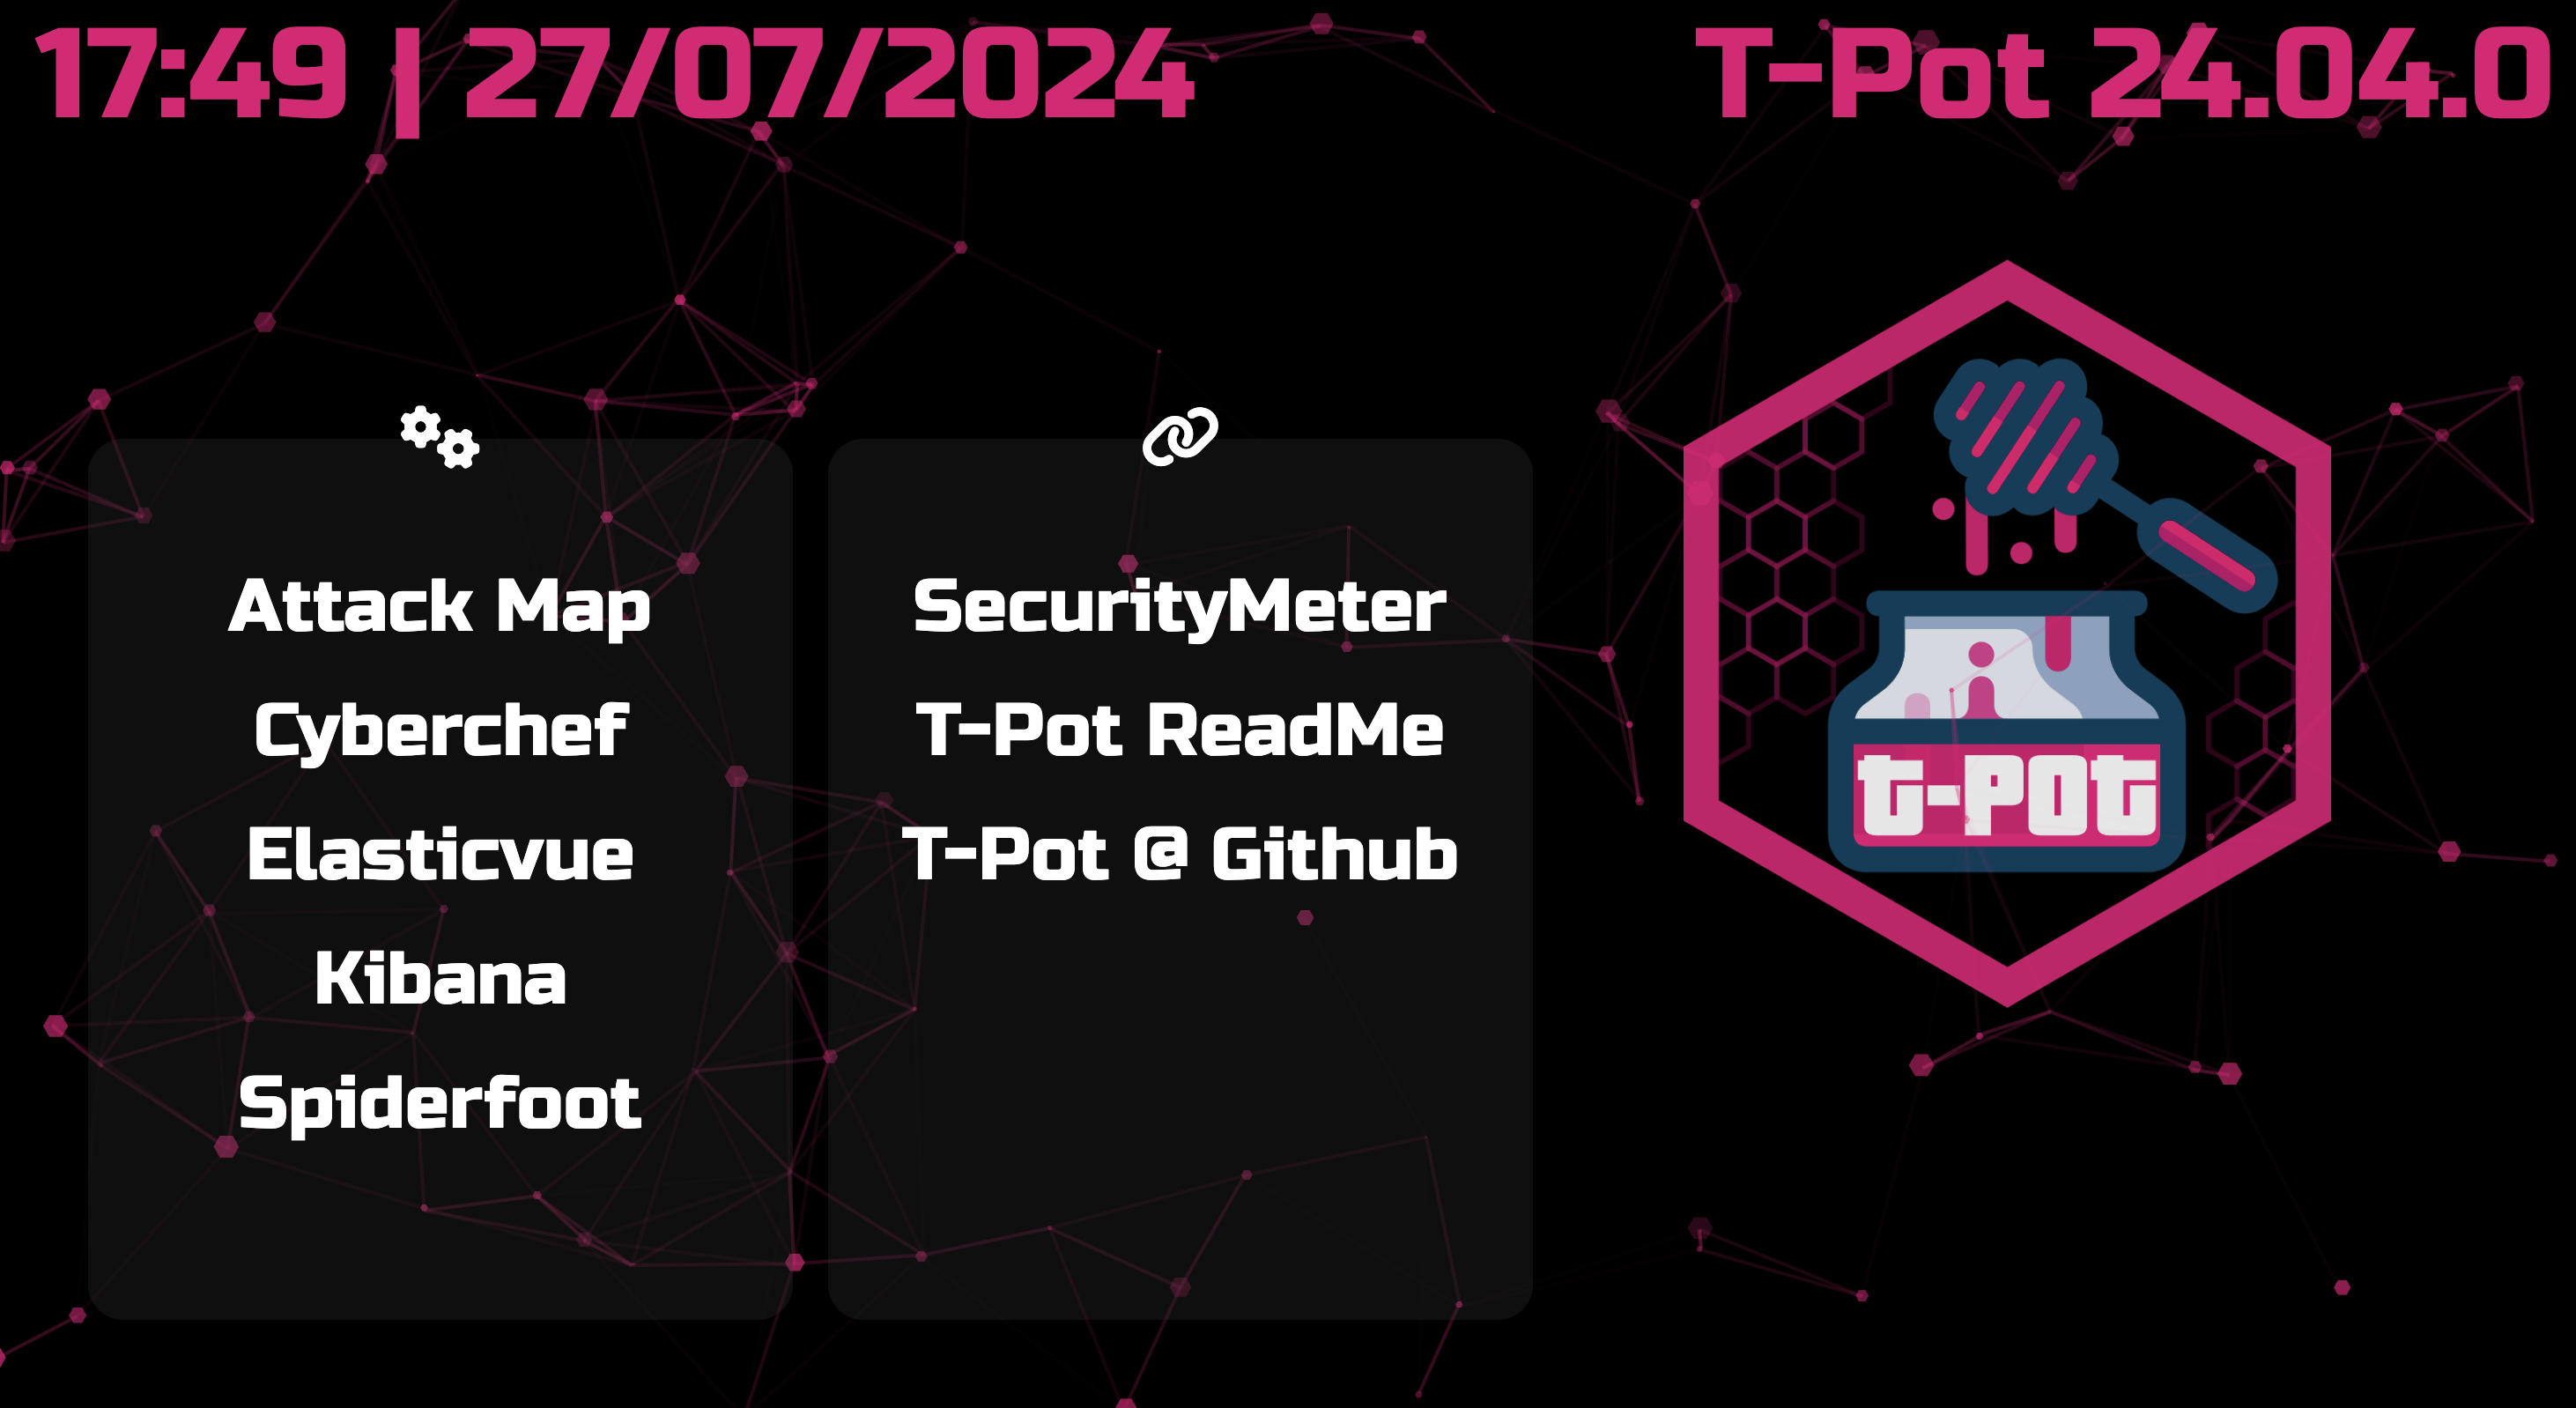 17:49 | 27/07/2024
T-Pot 24.04.0
Attack Map
Cyberchef
Elasticvue
Kibana
Spiderfoot
SecurityMeter
T-Pot ReadMe
T-Pot @ Github
t-Pot